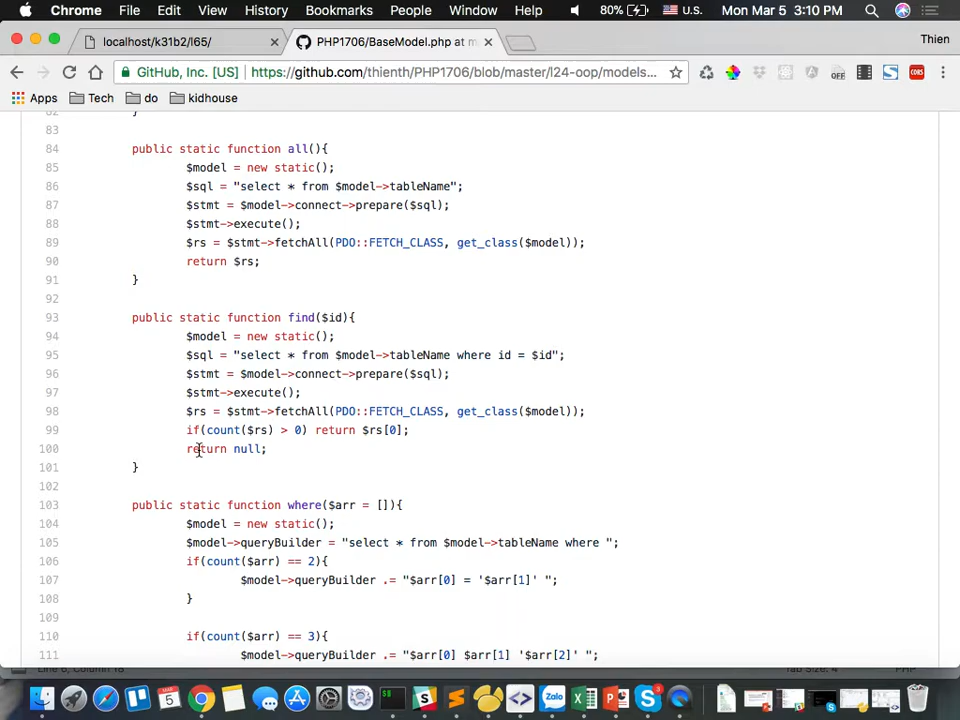 Chrome File Edit View History Bookmarks People Window Help 80% U.S. Mon Mar 5 3:10 PM
localhost/k31b2/l65/ PHP1706/BaseModel.php at m Thien
GitHub, Inc. [US] https://github.com/thienth/PHP1706/blob/master/l24-oop/models...
OFF CORS
Apps Tech do kidhouse
82 }
83
84 public static function all(){
85 $model = new static();
86 $sql = "select * from $model->tableName";
87 $stmt = $model->connect->prepare($sql);
88 $stmt->execute();
89 $rs = $stmt->fetchAll(PDO::FETCH_CLASS, get_class($model));
90 return $rs;
91 }
92
93 public static function find($id){
94 $model = new static();
95 $sql = "select * from $model->tableName where id = $id";
96 $stmt = $model->connect->prepare($sql);
97 $stmt->execute();
98 $rs = $stmt->fetchAll(PDO::FETCH_CLASS, get_class($model));
99 if(count($rs) > 0) return $rs[0];
100 return null;
101 }
102
103 public static function where($arr = []){
104 $model = new static();
105 $model->queryBuilder = "select * from $model->tableName where ";
106 if(count($arr) == 2){
107 $model->queryBuilder .= "$arr[0] = '$arr[1]' ";
108 }
109
110 if(count($arr) == 3){
111 $model->queryBuilder .= "$arr[0] $arr[1] '$arr[2]' ";
Zalo